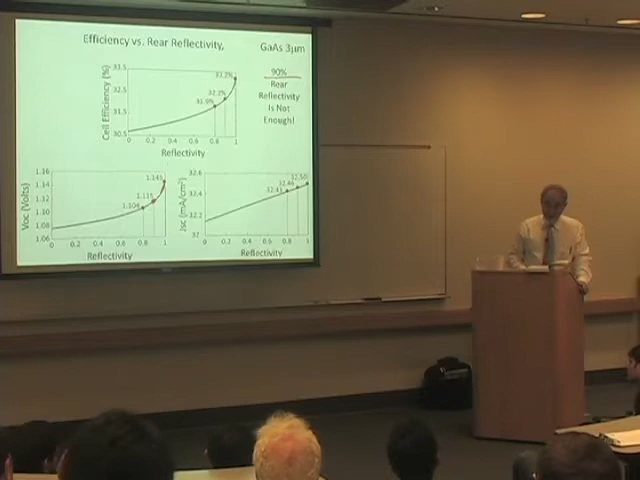 Efficiency vs. Rear Reflectivity,
GaAs 3μm
90%
Rear
Reflectivity
Is Not
Enough!
Cell Efficiency (%)
33.5
32.5
31.5
30.5
31.9%
32.2%
0 0.2 0.4 0.6 0.8 1
Reflectivity
Voc (Volts)
1.16
1.14
1.12
1.10
1.08
1.06
1.104
1.115
0 0.2 0.4 0.6 0.8 1
Reflectivity
Jsc (mA/cm²)
32.6
32.4
32.2
32
32.46
32.50
0 0.2 0.4 0.6 0.8 1
Reflectivity